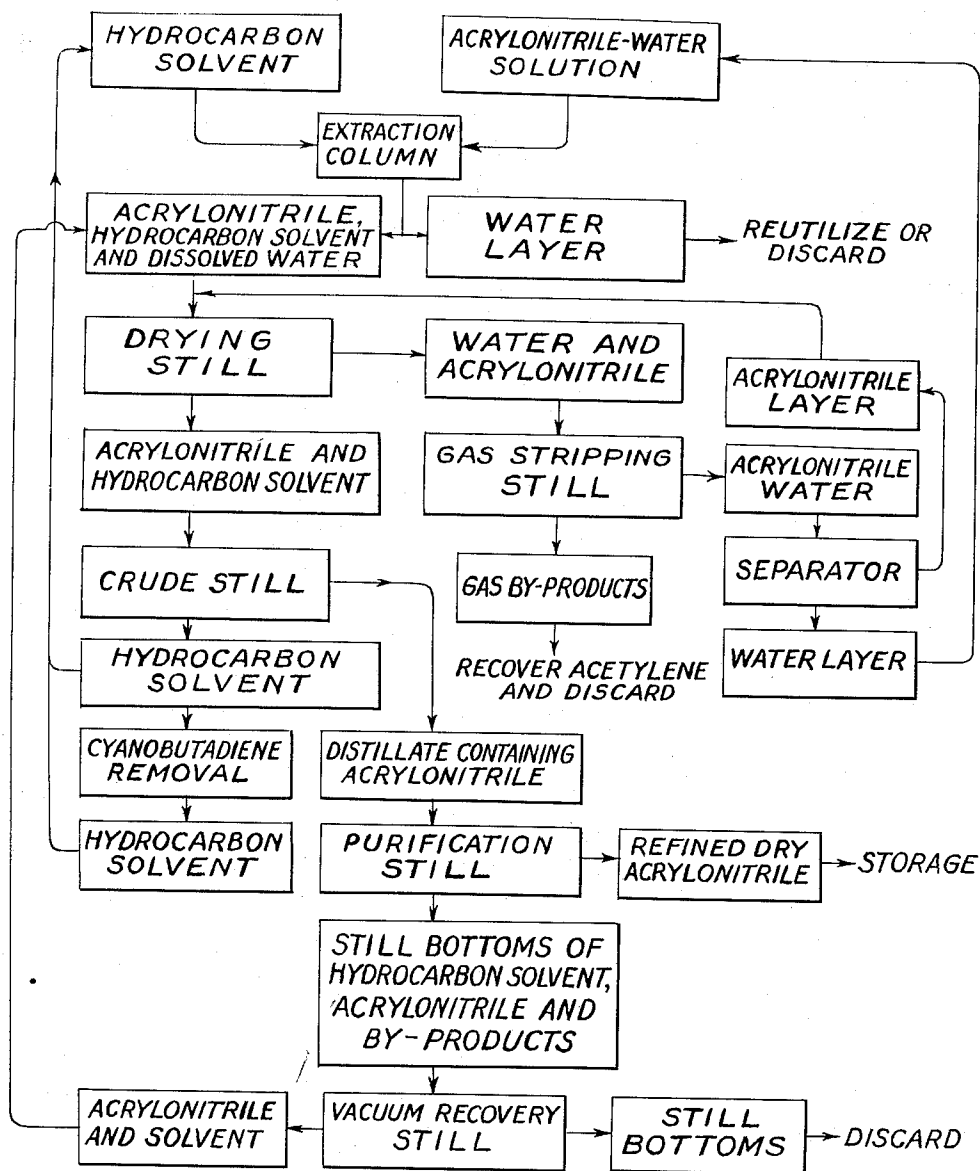 HYDROCARBON
SOLVENT
ACRYLONITRILE-WATER
SOLUTION
EXTRACTION
COLUMN
ACRYLONITRILE,
HYDROCARBON SOLVENT
AND DISSOLVED WATER
WATER
LAYER
REUTILIZE OR
DISCARD
DRYING
STILL
WATER AND
ACRYLONITRILE
ACRYLONITRILE
LAYER
ACRYLONITRILE AND
HYDROCARBON SOLVENT
GAS STRIPPING
STILL
ACRYLONITRILE
WATER
CRUDE STILL
GAS BY-PRODUCTS
SEPARATOR
HYDROCARBON
SOLVENT
RECOVER ACETYLENE
AND DISCARD
WATER LAYER
CYANOBUTADIENE
REMOVAL
DISTILLATE CONTAINING
ACRYLONITRILE
HYDROCARBON
SOLVENT
PURIFICATION
STILL
REFINED DRY
ACRYLONITRILE
STORAGE
STILL BOTTOMS OF
HYDROCARBON SOLVENT,
ACRYLONITRILE AND
BY-PRODUCTS
ACRYLONITRILE
AND SOLVENT
VACUUM RECOVERY
STILL
STILL
BOTTOMS
DISCARD